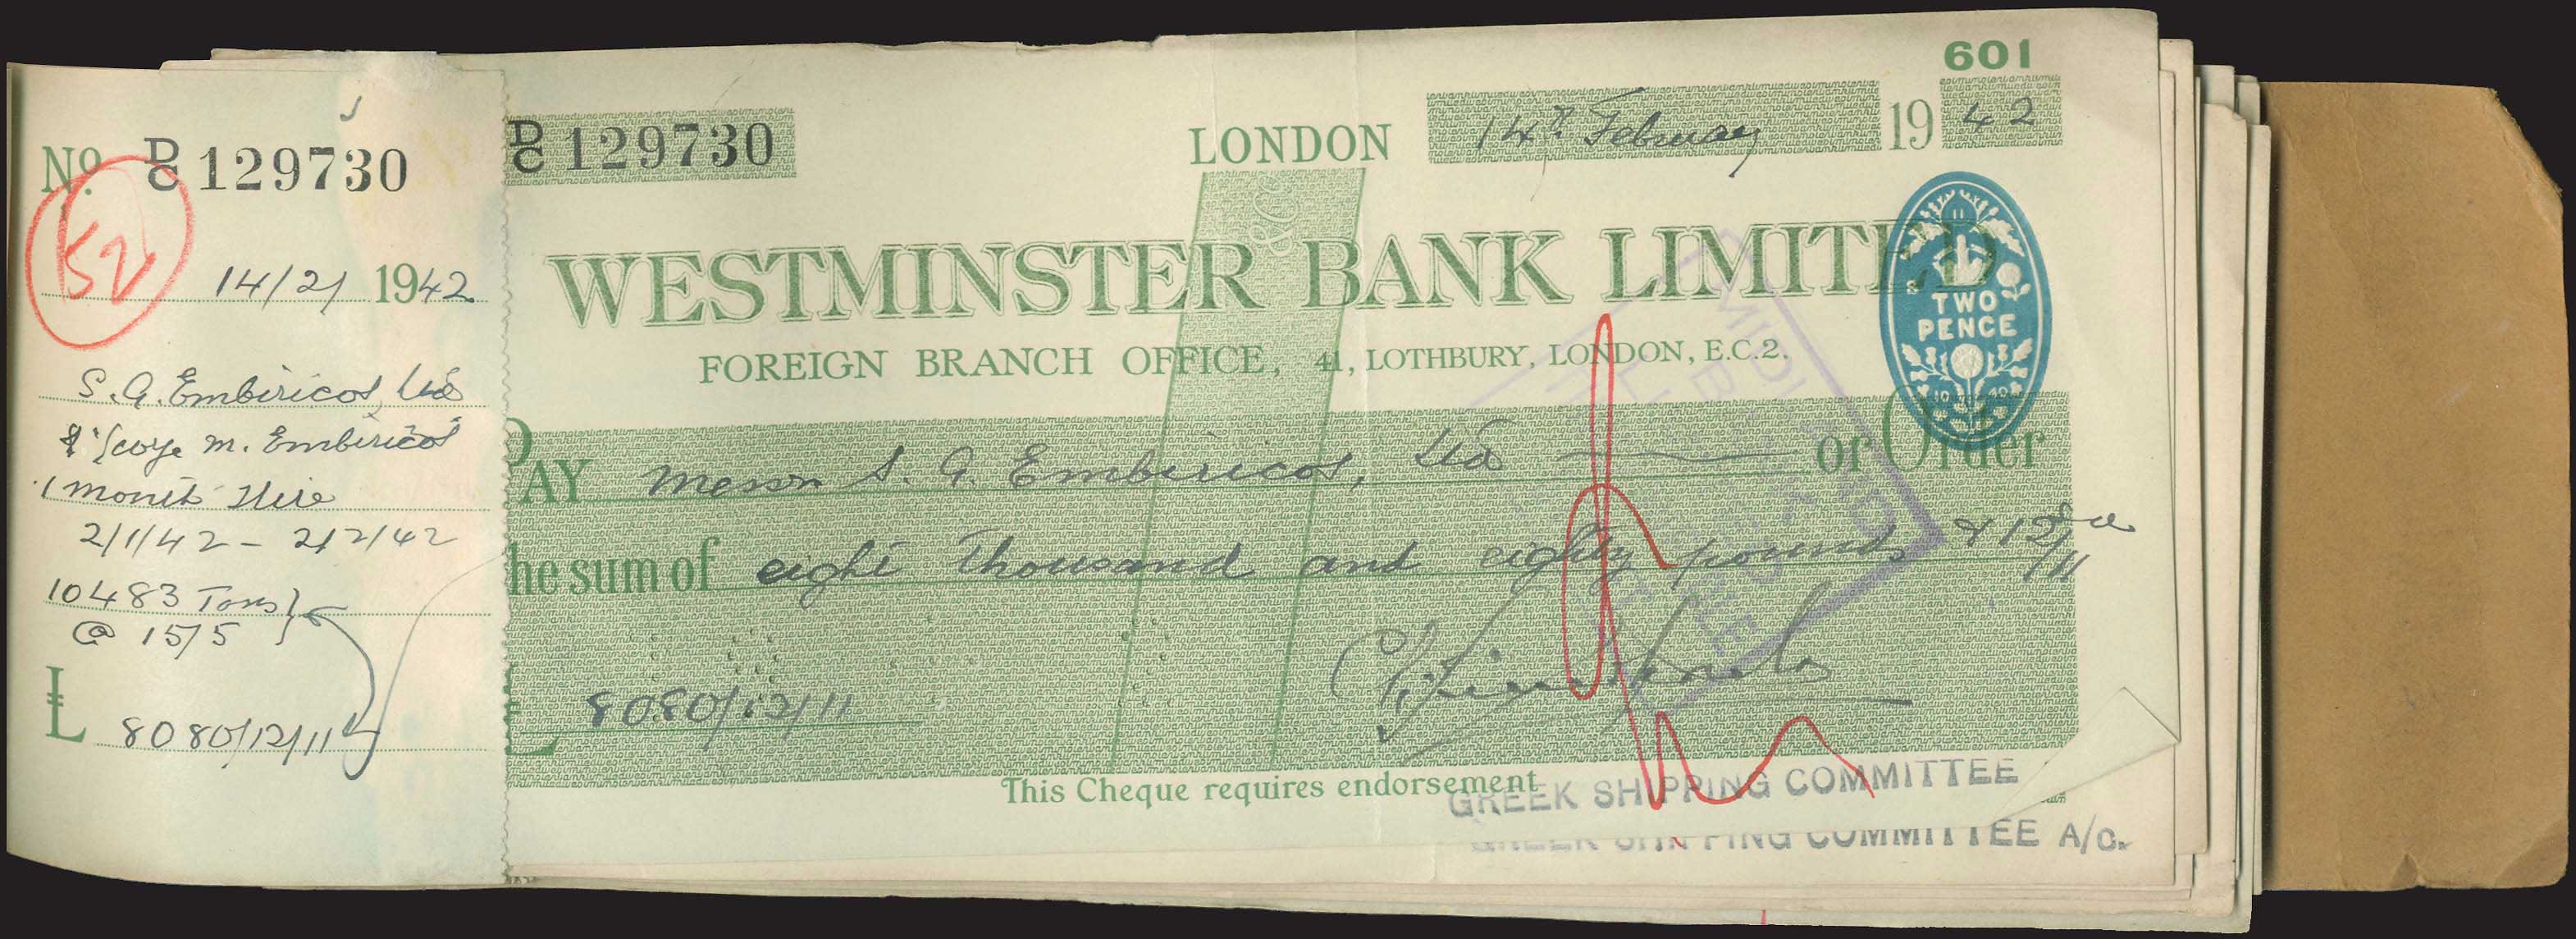 No. D/C 129730
52
14/2/ 1942
S. G. Embiricos, Ltd
M. Embiricos
1 month Hire
2/1/42 - 2/2/42
10483 Tons
@ 15/5
£ 8080/12/11
601
D/C 129730
LONDON 14th February 1942
WESTMINSTER BANK LIMITED
FOREIGN BRANCH OFFICE, 41, LOTHBURY, LONDON, E.C.2.
TWO
PENCE
PAY Messrs S. G. Embiricos, Ltd or Order
the sum of eight thousand and eighty pounds & 12/11
£ 8080/12/11
MIDLAND
BANK
This Cheque requires endorsement
GREEK SHIPPING COMMITTEE
GREEK SHIPPING COMMITTEE A/C.